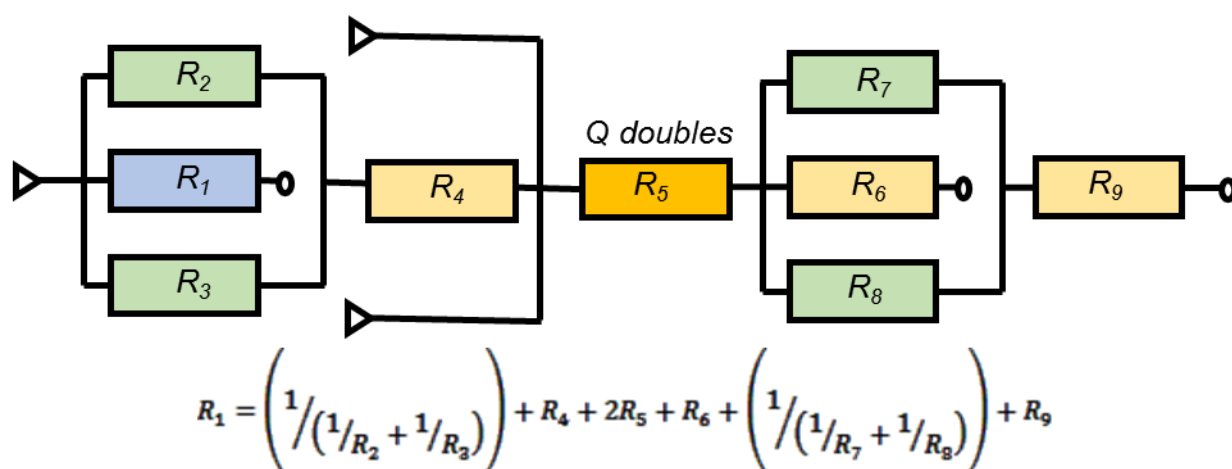 R₂ R₇
Q doubles
R₁ R₄ R₅ R₆ R₉
R₃ R₈
R₁ = (1/(1/R₂ + 1/R₃)) + R₄ + 2R₅ + R₆ + (1/(1/R₇ + 1/R₈)) + R₉